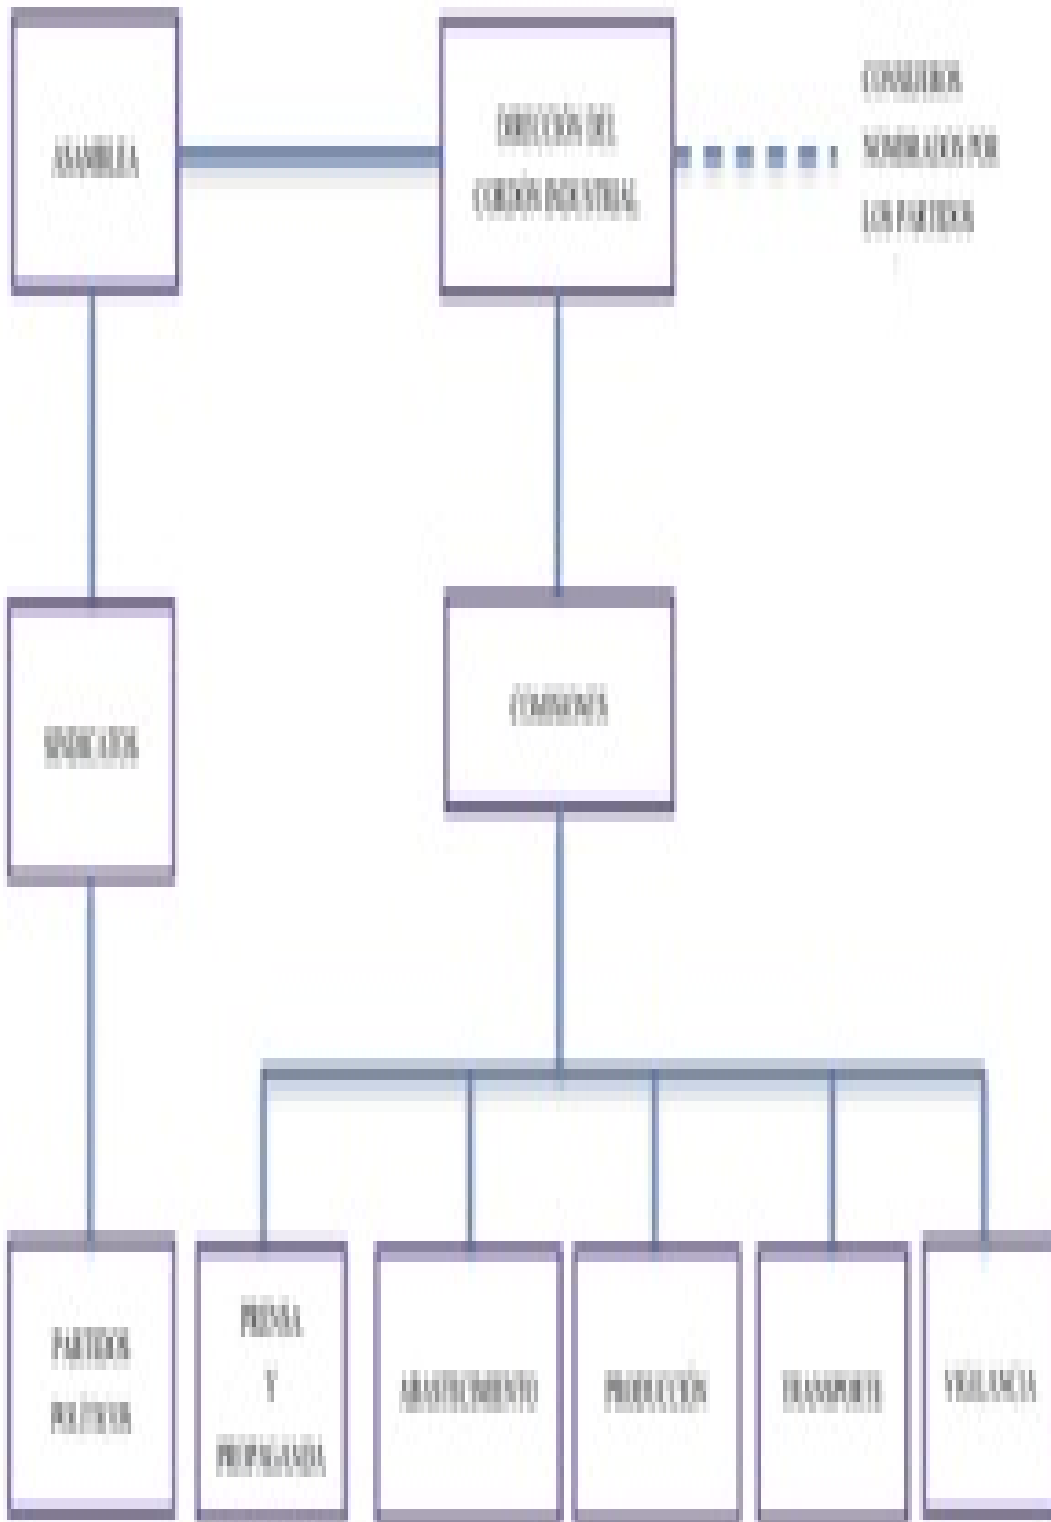 ASAMBLEA
DIRECCIÓN DEL
CORDÓN INDUSTRIAL
CONSEJEROS
NOMBRADOS POR
LOS PARTIDOS
SINDICATOS
COMISIONES
PARTIDOS
POLÍTICOS
PRENSA
Y
PROPAGANDA
ABASTECIMIENTO
PRODUCCIÓN
TRANSPORTE
VIGILANCIA